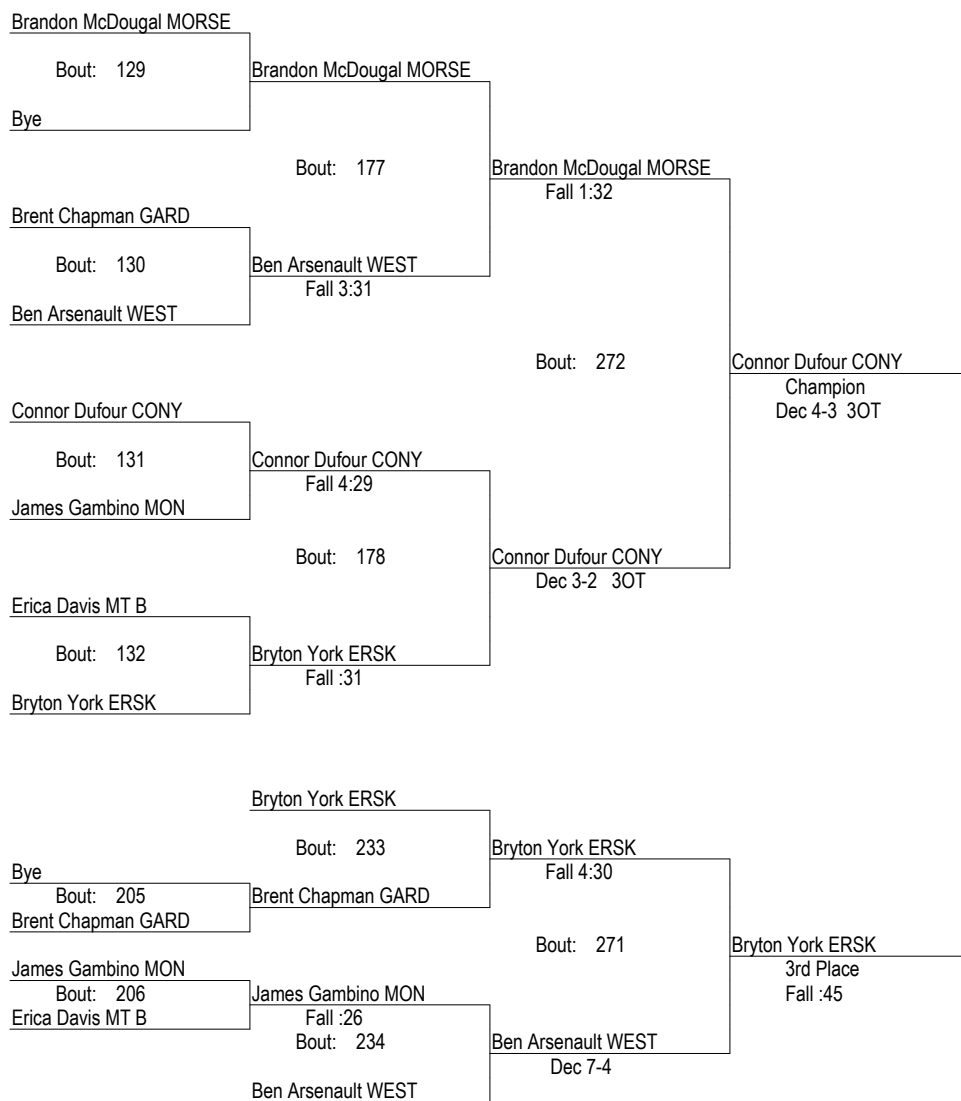 Brandon McDougal MORSE
Bout: 129
Brandon McDougal MORSE
Bye
Bout: 177
Brandon McDougal MORSE
Fall 1:32
Brent Chapman GARD
Bout: 130
Ben Arsenault WEST
Fall 3:31
Ben Arsenault WEST
Bout: 272
Connor Dufour CONY
Champion
Dec 4-3 3OT
Connor Dufour CONY
Bout: 131
Connor Dufour CONY
Fall 4:29
James Gambino MON
Bout: 178
Connor Dufour CONY
Dec 3-2 3OT
Erica Davis MT B
Bout: 132
Bryton York ERSK
Fall :31
Bryton York ERSK
Bryton York ERSK
Bout: 233
Bryton York ERSK
Fall 4:30
Bye
Bout: 205
Brent Chapman GARD
Brent Chapman GARD
Bout: 271
Bryton York ERSK
3rd Place
Fall :45
James Gambino MON
Bout: 206
James Gambino MON
Erica Davis MT B
Fall :26
Bout: 234
Ben Arsenault WEST
Dec 7-4
Ben Arsenault WEST